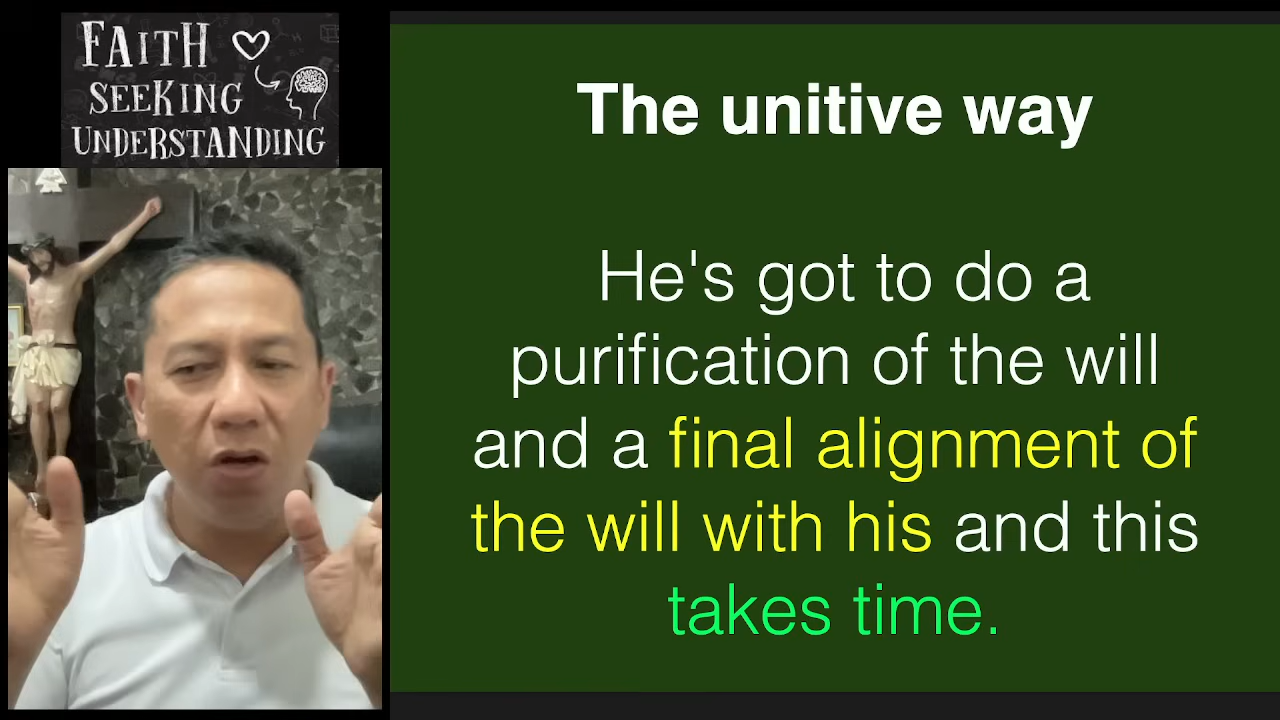 FAITH
SEEKING
UNDERSTANDING
The unitive way
He's got to do a
purification of the will
and a final alignment of
the will with his and this
takes time.